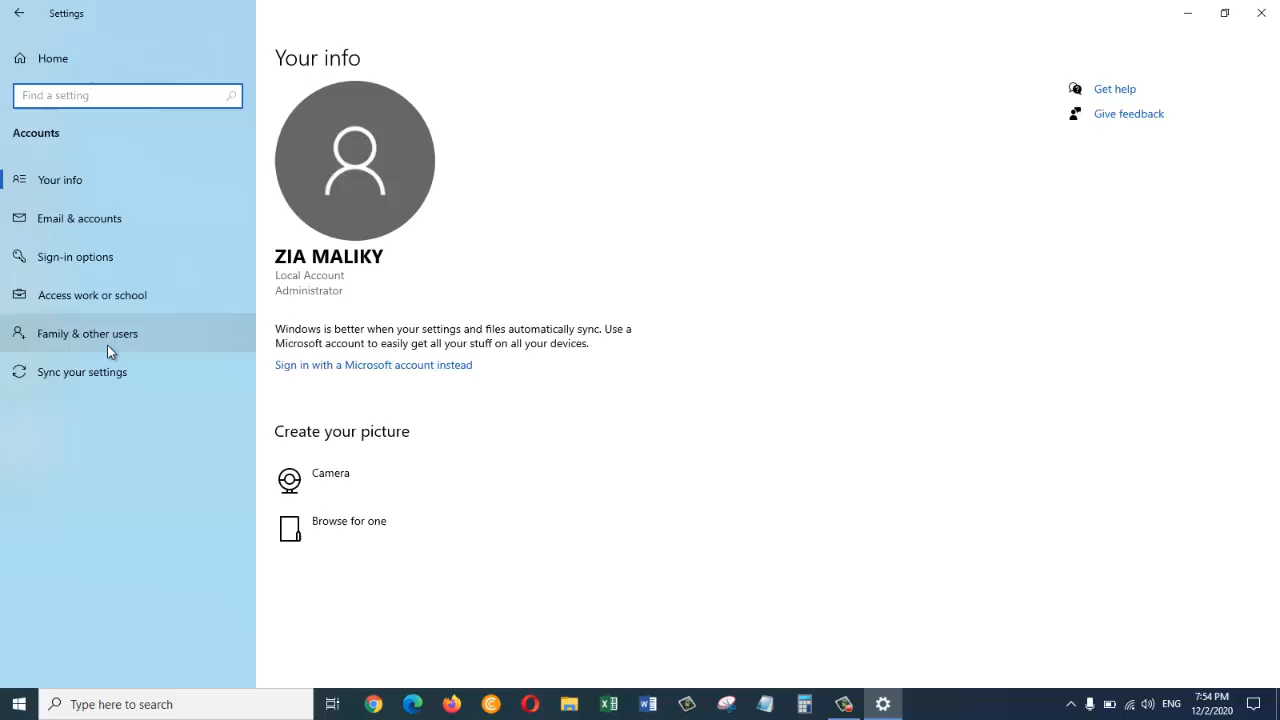 Settings
Home
Find a setting
Accounts
Your info
Email & accounts
Sign-in options
Access work or school
Family & other users
Sync your settings
Your info
ZIA MALIKY
Local Account
Administrator
Windows is better when your settings and files automatically sync. Use a
Microsoft account to easily get all your stuff on all your devices.
Sign in with a Microsoft account instead
Create your picture
Camera
Browse for one
Get help
Give feedback
Type here to search
ENG
7:54 PM
12/2/2020